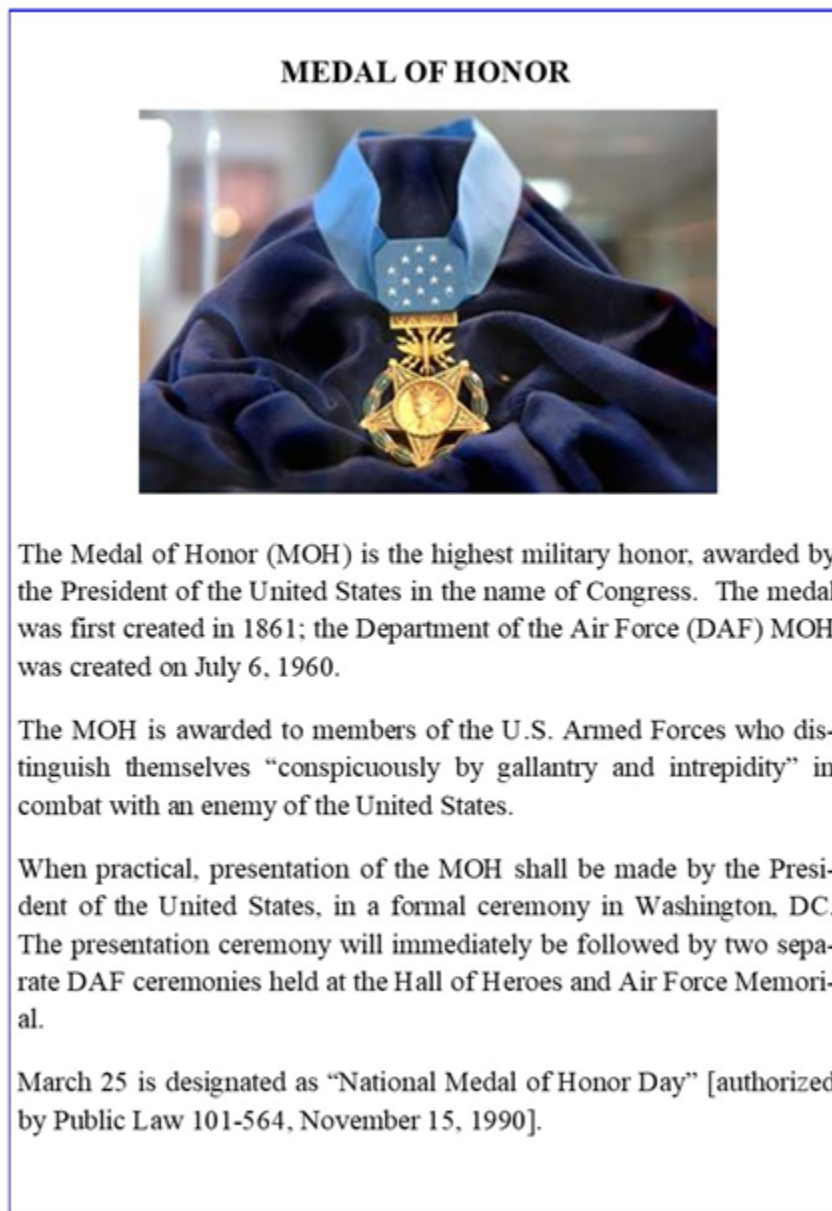 MEDAL OF HONOR
VALOR
The Medal of Honor (MOH) is the highest military honor, awarded by
the President of the United States in the name of Congress.  The medal
was first created in 1861; the Department of the Air Force (DAF) MOH
was created on July 6, 1960.
The MOH is awarded to members of the U.S. Armed Forces who dis-
tinguish themselves “conspicuously by gallantry and intrepidity” in
combat with an enemy of the United States.
When practical, presentation of the MOH shall be made by the Presi-
dent of the United States, in a formal ceremony in Washington, DC.
The presentation ceremony will immediately be followed by two sepa-
rate DAF ceremonies held at the Hall of Heroes and Air Force Memori-
al.
March 25 is designated as “National Medal of Honor Day” [authorized
by Public Law 101-564, November 15, 1990].